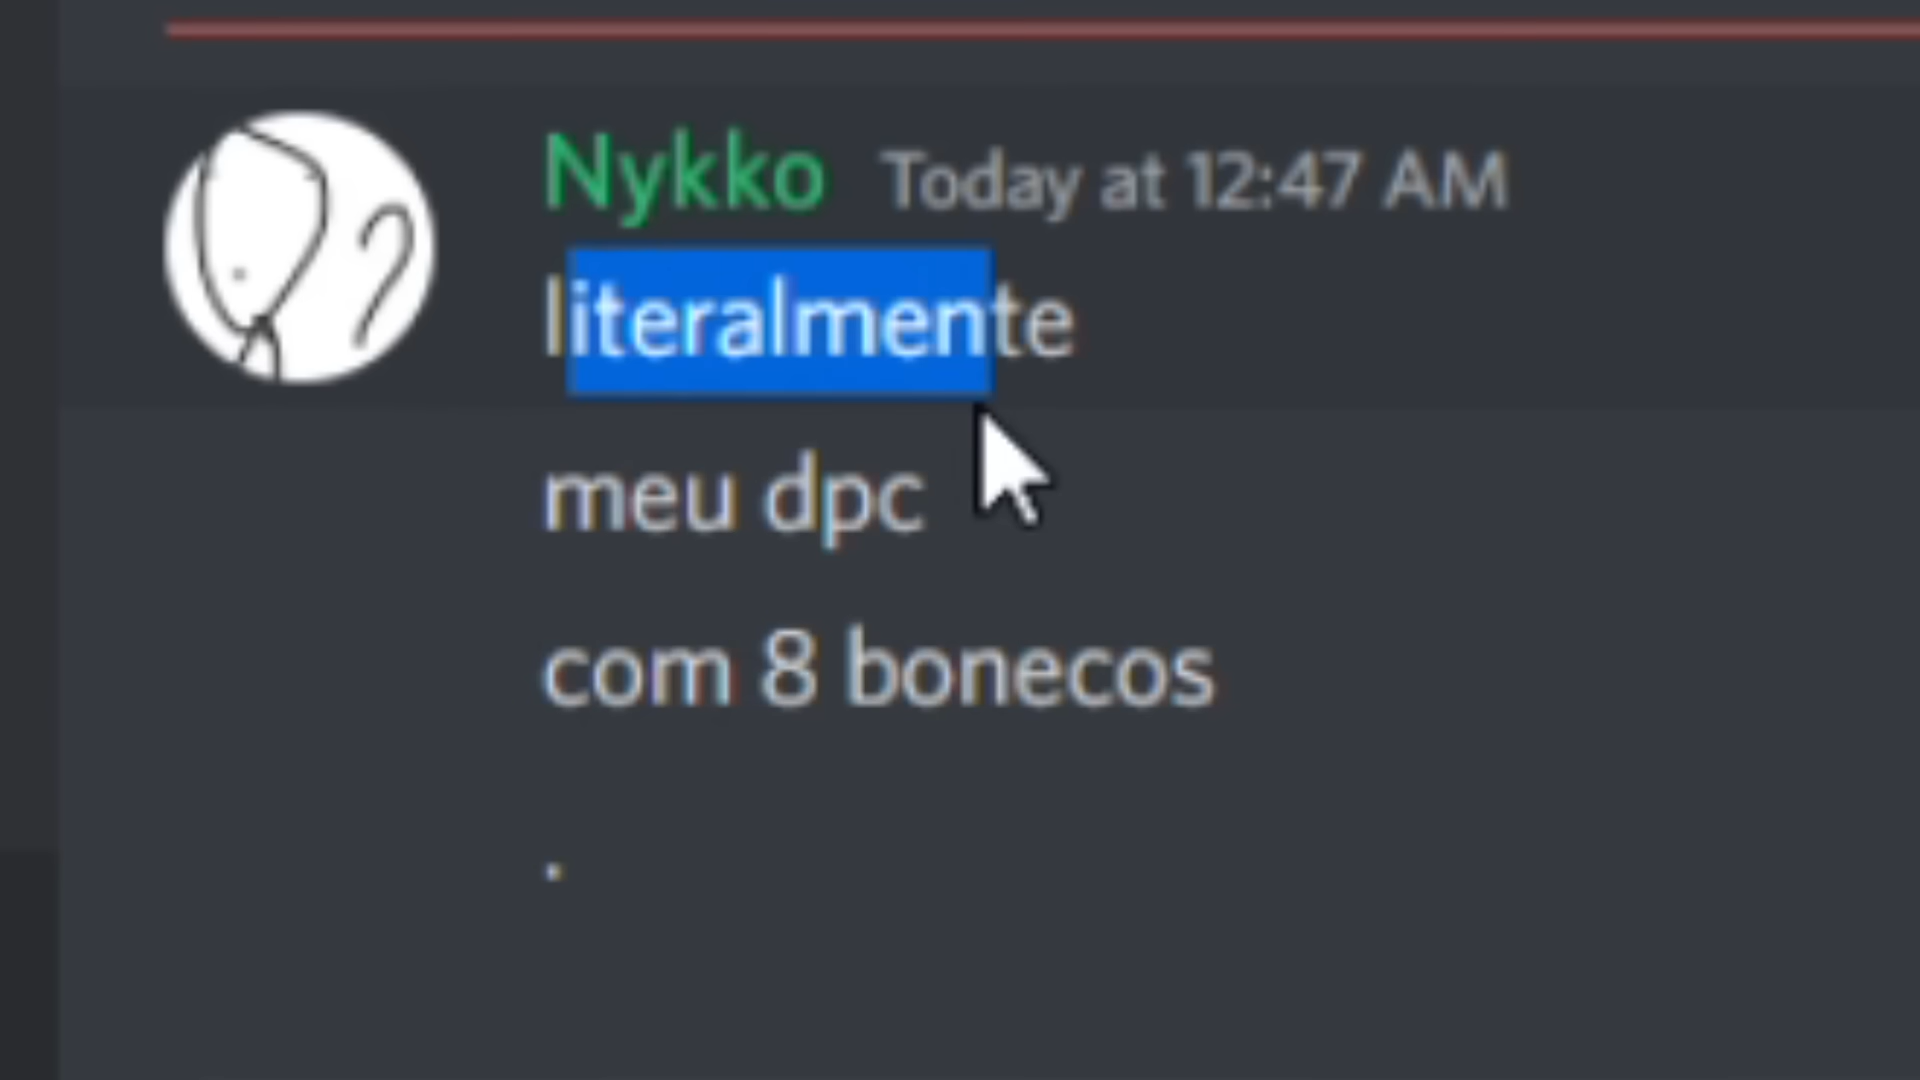 Nykko Today at 12:47 AM
literalmente
meu dpc
com 8 bonecos
.